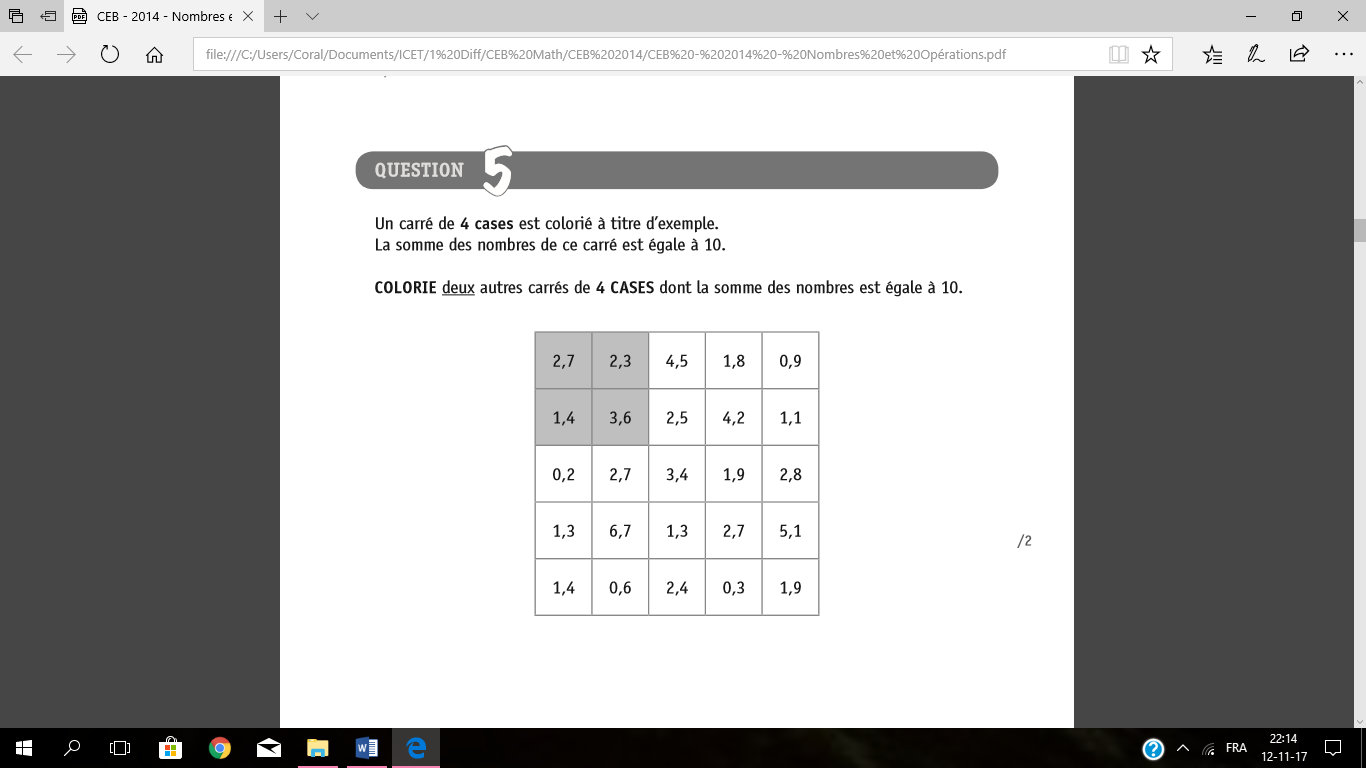 CEB - 2014 - Nombres e
file:///C:/Users/Coral/Documents/ICET/1%20Diff/CEB%20Math/CEB%202014/CEB%20-%202014%20-%20Nombres%20et%20Opérations.pdf
QUESTION 5
Un carré de 4 cases est colorié à titre d'exemple.
La somme des nombres de ce carré est égale à 10.
COLORIE deux autres carrés de 4 CASES dont la somme des nombres est égale à 10.
2,7 2,3 4,5 1,8 0,9
1,4 3,6 2,5 4,2 1,1
0,2 2,7 3,4 1,9 2,8
1,3 6,7 1,3 2,7 5,1
/2
1,4 0,6 2,4 0,3 1,9
FRA
22:14
12-11-17